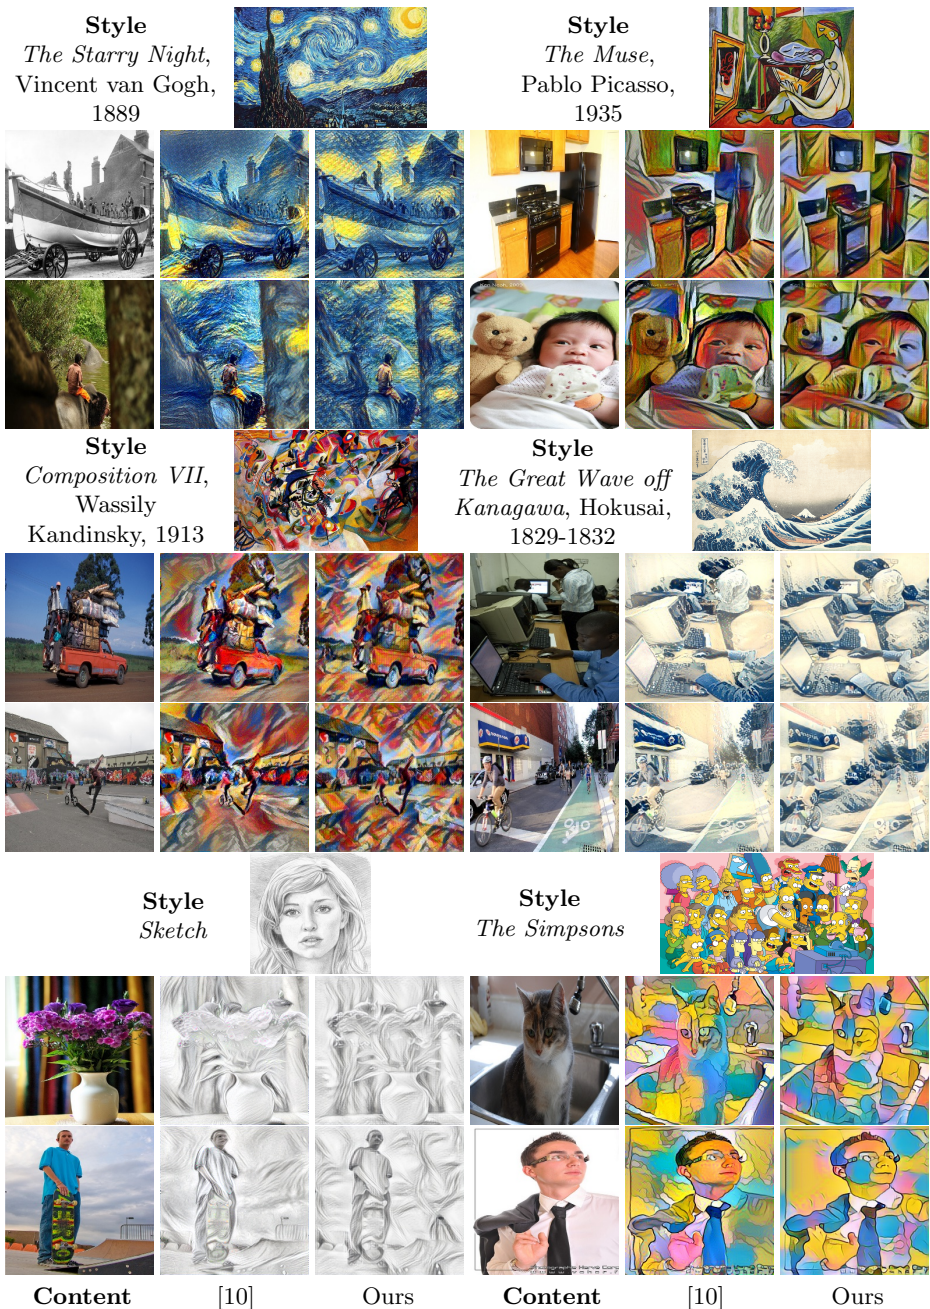 Style
The Starry Night,
Vincent van Gogh,
1889
Style
The Muse,
Pablo Picasso,
1935
Style
Composition VII,
Wassily
Kandinsky, 1913
Style
The Great Wave off
Kanagawa, Hokusai,
1829-1832
Style
Sketch
Style
The Simpsons
Content
[10]
Ours
Content
[10]
Ours